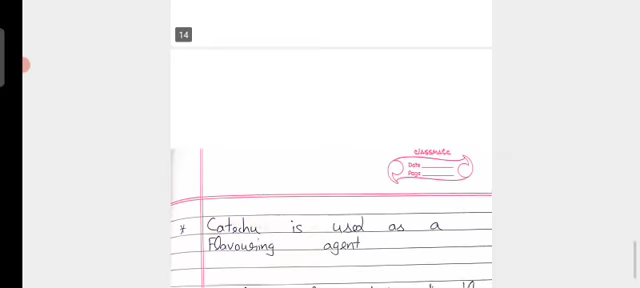 14
classmate
Date
Page
* Catechu is used as a
Flavouring agent